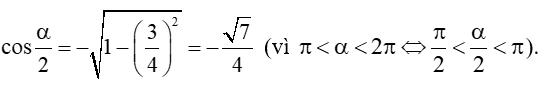 cos α/2 = −√(1−(3/4)²) = −√7/4 (vì π < α < 2π ⇔ π/2 < α/2 < π).